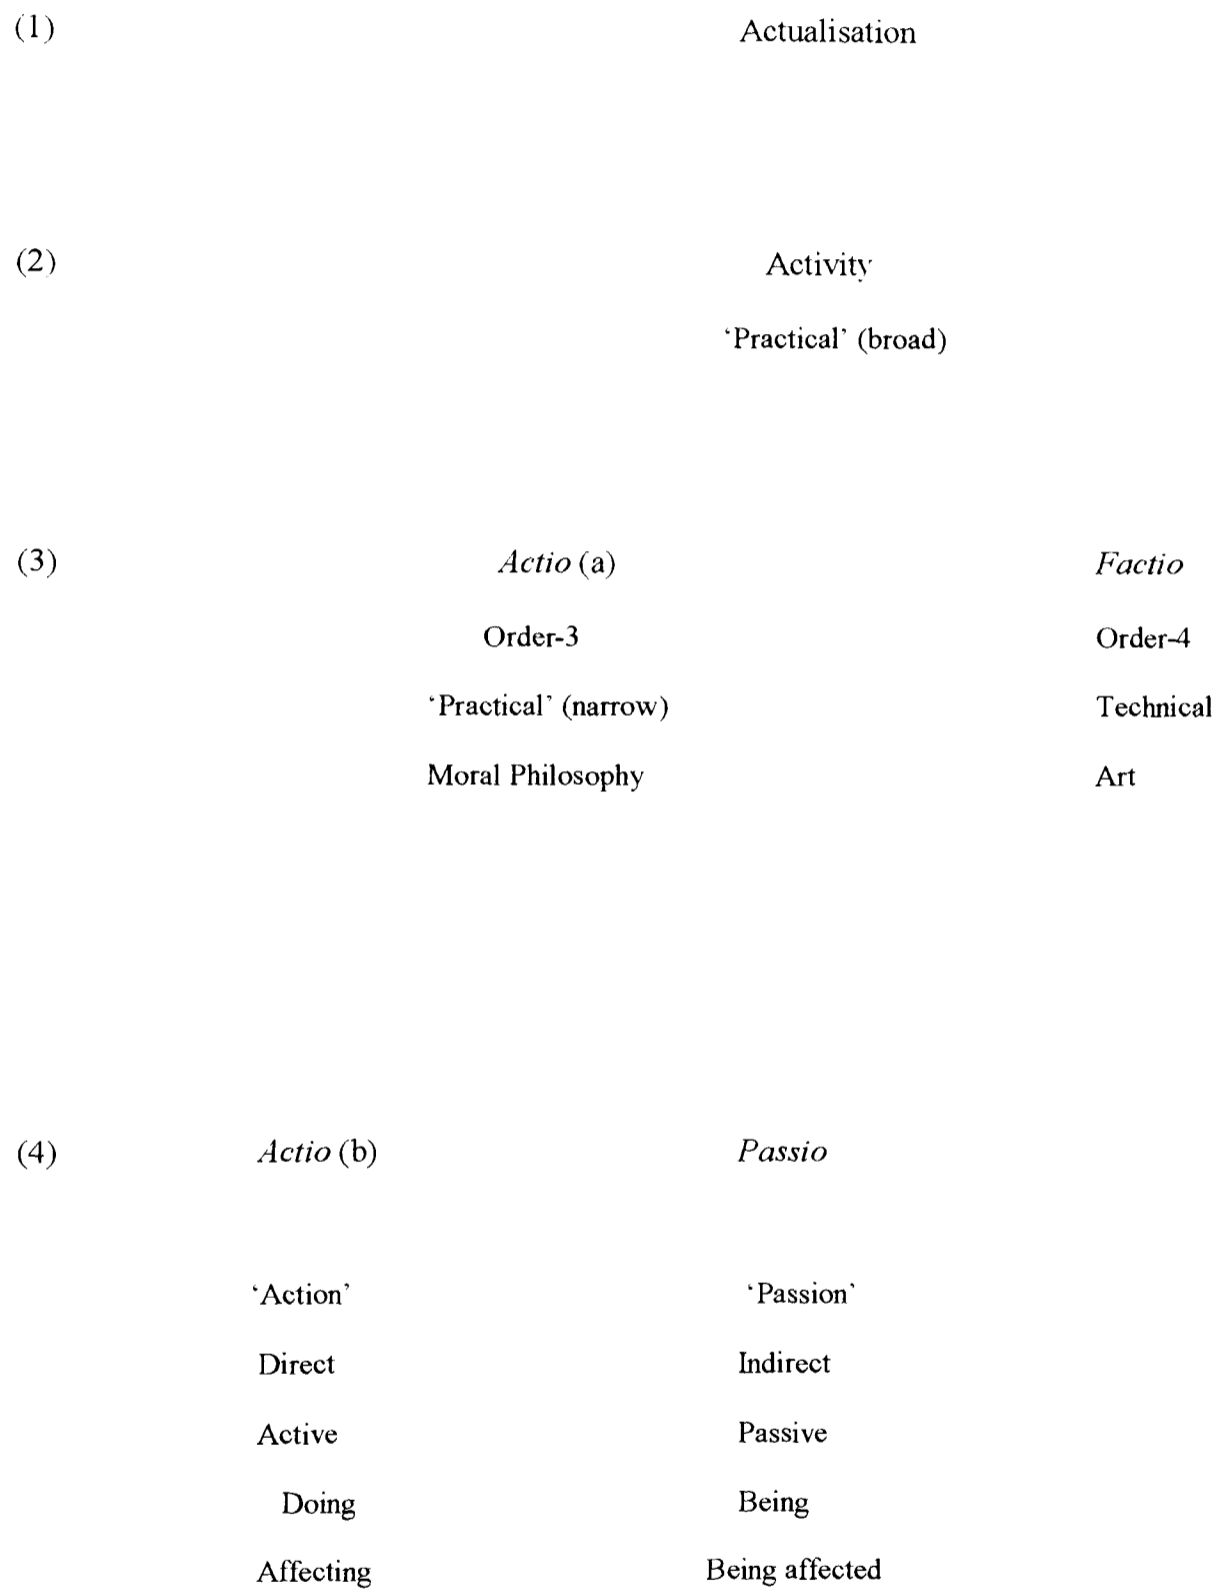 (1) Actualisation
(2) Activity
‘Practical’ (broad)
(3) Actio (a) Factio
Order-3 Order-4
‘Practical’ (narrow) Technical
Moral Philosophy Art
(4) Actio (b) Passio
‘Action’ ‘Passion’
Direct Indirect
Active Passive
Doing Being
Affecting Being affected